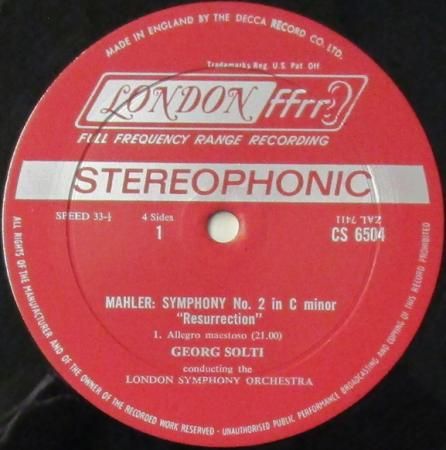 MADE IN ENGLAND BY THE DECCA RECORD CO. LTD.
Trademarks Reg. U.S. Pat. Off
LONDON ffrr
FULL FREQUENCY RANGE RECORDING
STEREOPHONIC
SPEED 33-⅓
4 Sides
1
ZAL 7411
CS 6504
MAHLER: SYMPHONY No. 2 in C minor
"Resurrection"
1. Allegro maestoso (21.00)
GEORG SOLTI
conducting the
LONDON SYMPHONY ORCHESTRA
ALL RIGHTS OF THE MANUFACTURER AND OF THE OWNER OF THE RECORDED WORK RESERVED · UNAUTHORISED PUBLIC PERFORMANCE BROADCASTING AND COPYING OF THIS RECORD PROHIBITED